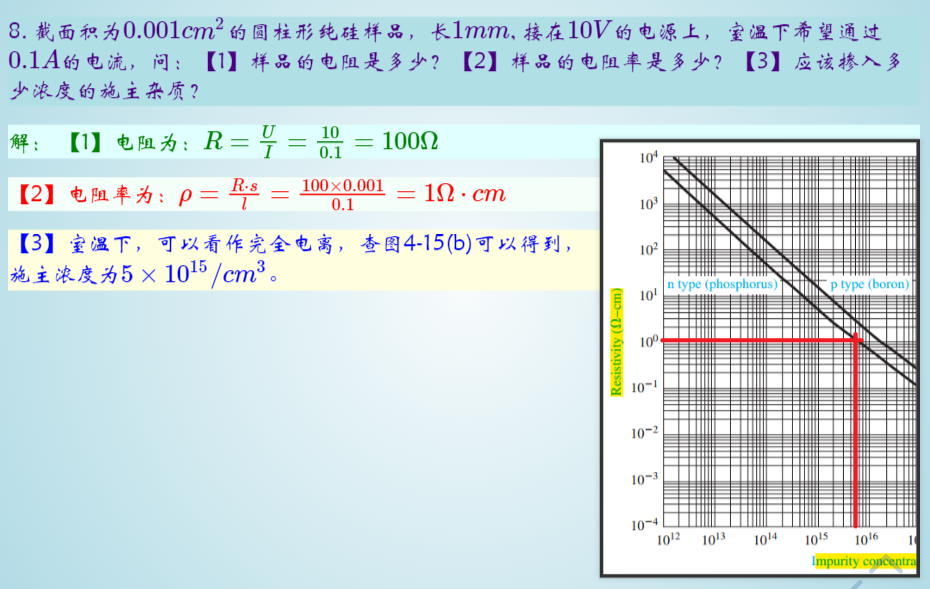 8. 截面积为0.001cm² 的圆柱形纯硅样品，长1mm, 接在10V 的电源上，室温下希望通过
0.1A的电流，问：【1】样品的电阻是多少？【2】样品的电阻率是多少？【3】应该掺入多
少浓度的施主杂质？
解：【1】电阻为：R = U/I = 10/0.1 = 100Ω
【2】电阻率为：ρ = R·s/l = 100×0.001/0.1 = 1Ω · cm
【3】室温下，可以看作完全电离，查图4-15(b)可以得到，
施主浓度为5 × 10¹⁵/cm³。
10⁴
10³
10²
10¹
n type (phosphorus)
p type (boron)
10⁰
10⁻¹
10⁻²
10⁻³
10⁻⁴
Resistivity (Ω–cm)
10¹² 10¹³ 10¹⁴ 10¹⁵ 10¹⁶
Impurity concentra